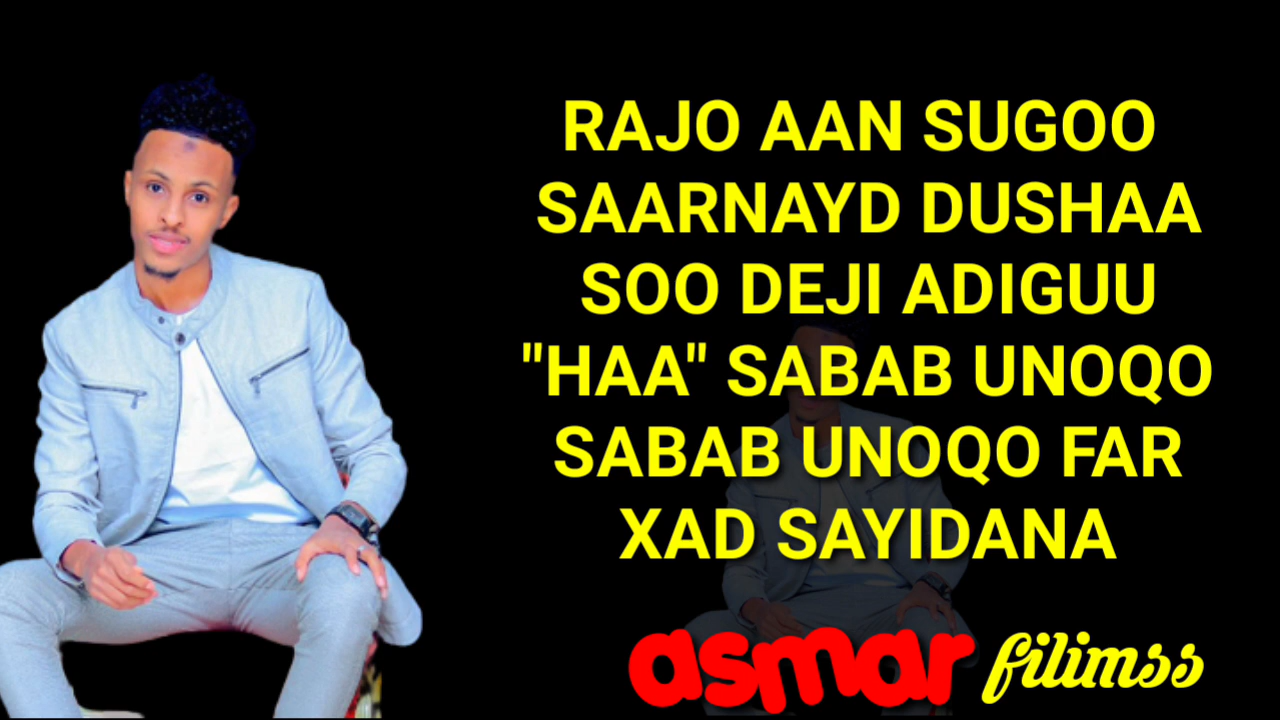 RAJO AAN SUGOO
SAARNAYD DUSHAA
SOO DEJI ADIGUU
"HAA" SABAB UNOQO
SABAB UNOQO FAR
XAD SAYIDANA
asmar filimss